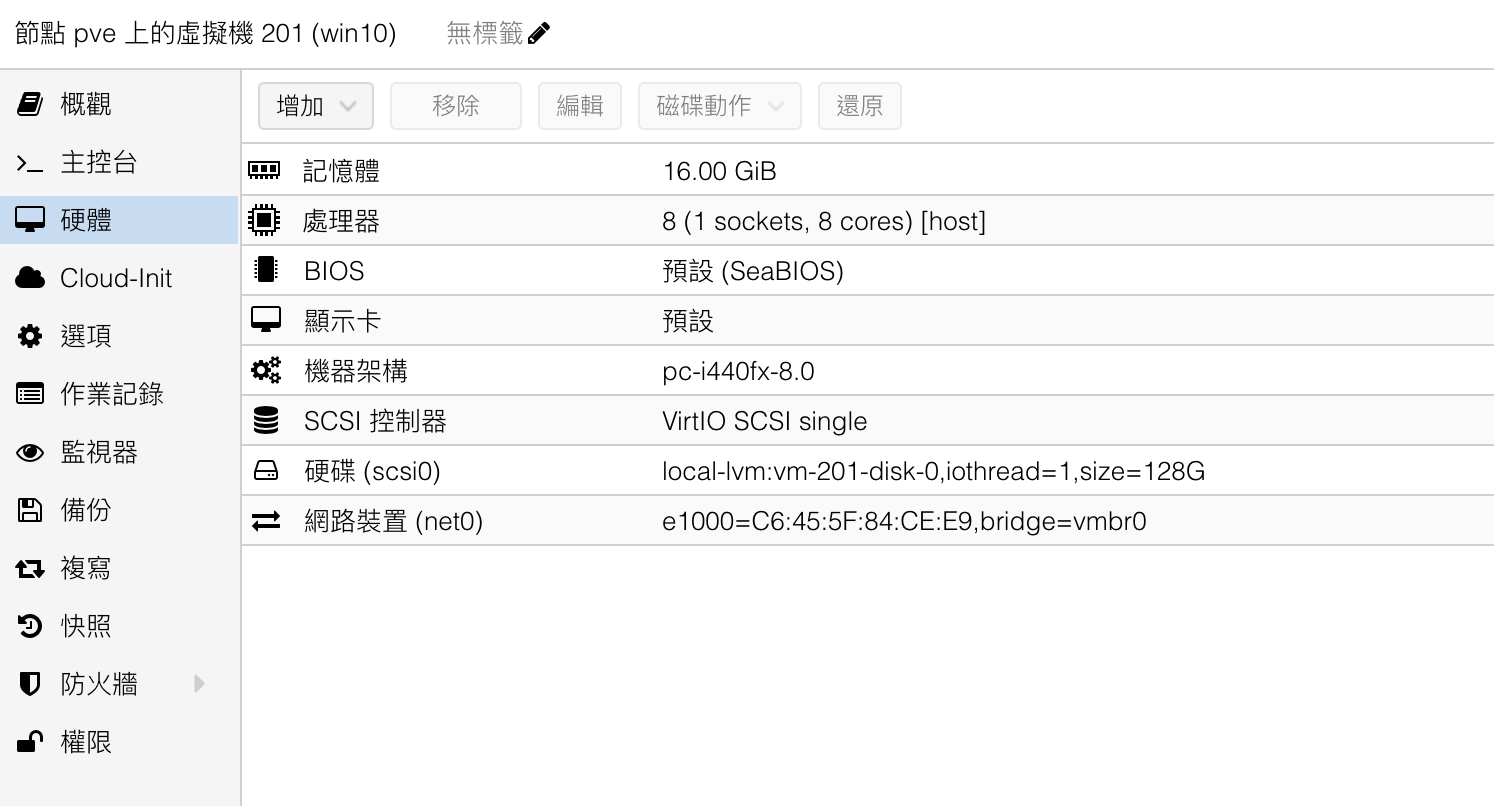 節點 pve 上的虛擬機 201 (win10) 無標籤
概觀
主控台
硬體
Cloud-Init
選項
作業記錄
監視器
備份
複寫
快照
防火牆
權限
增加 移除 編輯 磁碟動作 還原
記憶體 16.00 GiB
處理器 8 (1 sockets, 8 cores) [host]
BIOS 預設 (SeaBIOS)
顯示卡 預設
機器架構 pc-i440fx-8.0
SCSI 控制器 VirtIO SCSI single
硬碟 (scsi0) local-lvm:vm-201-disk-0,iothread=1,size=128G
網路裝置 (net0) e1000=C6:45:5F:84:CE:E9,bridge=vmbr0